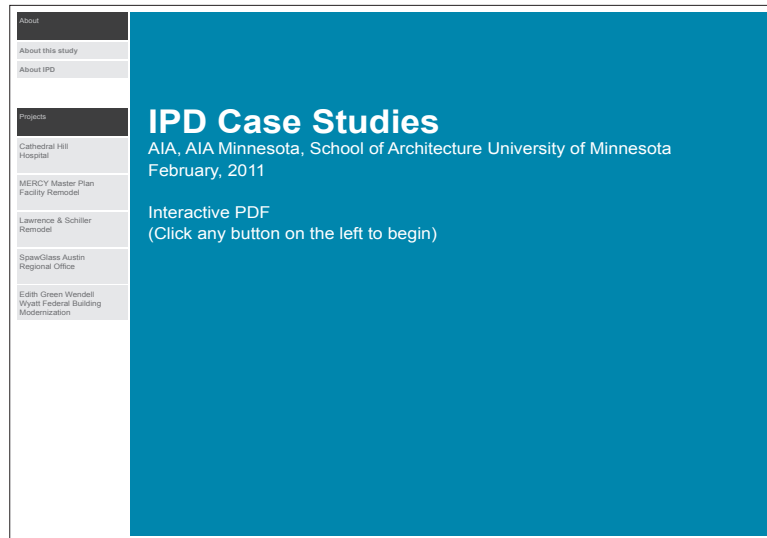 About
About this study
About IPD
Projects
Cathedral Hill
Hospital
MERCY Master Plan
Facility Remodel
Lawrence & Schiller
Remodel
SpawGlass Austin
Regional Office
Edith Green Wendell
Wyatt Federal Building
Modernization
IPD Case Studies
AIA, AIA Minnesota, School of Architecture University of Minnesota
February, 2011
Interactive PDF
(Click any button on the left to begin)